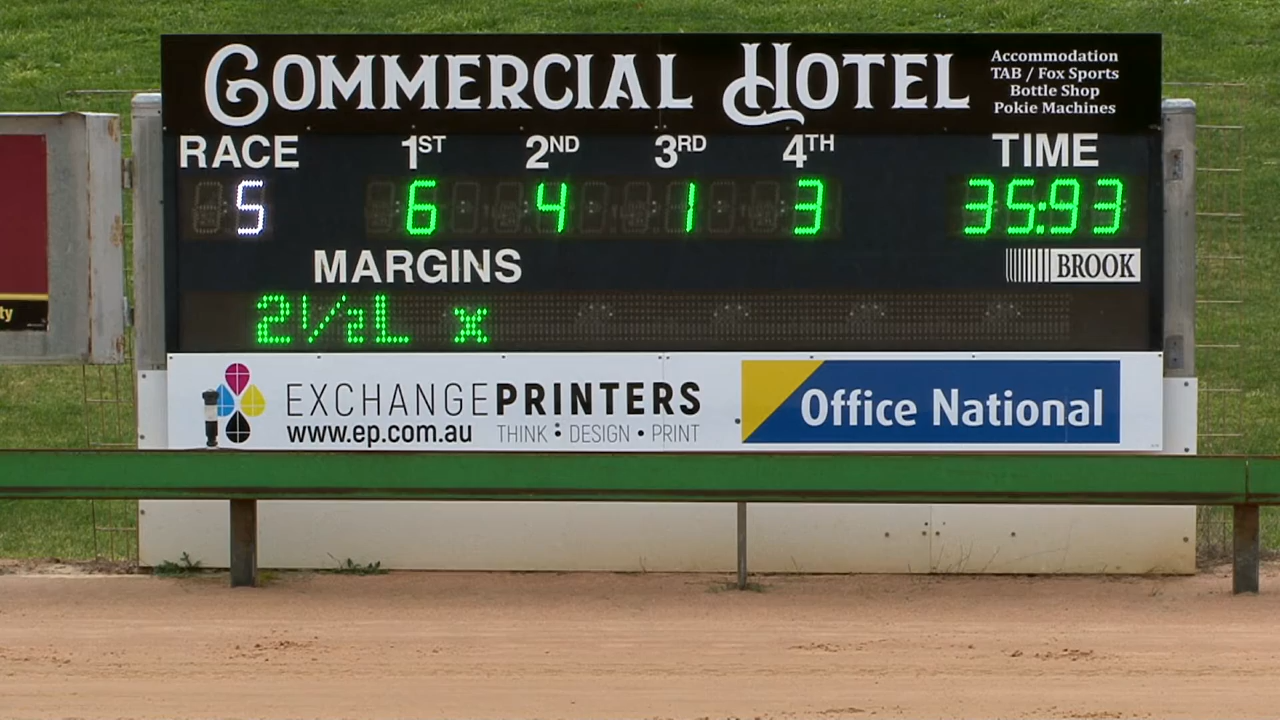 COMMERCIAL HOTEL
Accommodation
TAB / Fox Sports
Bottle Shop
Pokie Machines
RACE 1ST 2ND 3RD 4TH TIME
5 6 4 1 3 35:93
MARGINS
BROOK
2½L x
ty
EXCHANGEPRINTERS
www.ep.com.au THINK • DESIGN • PRINT
Office National